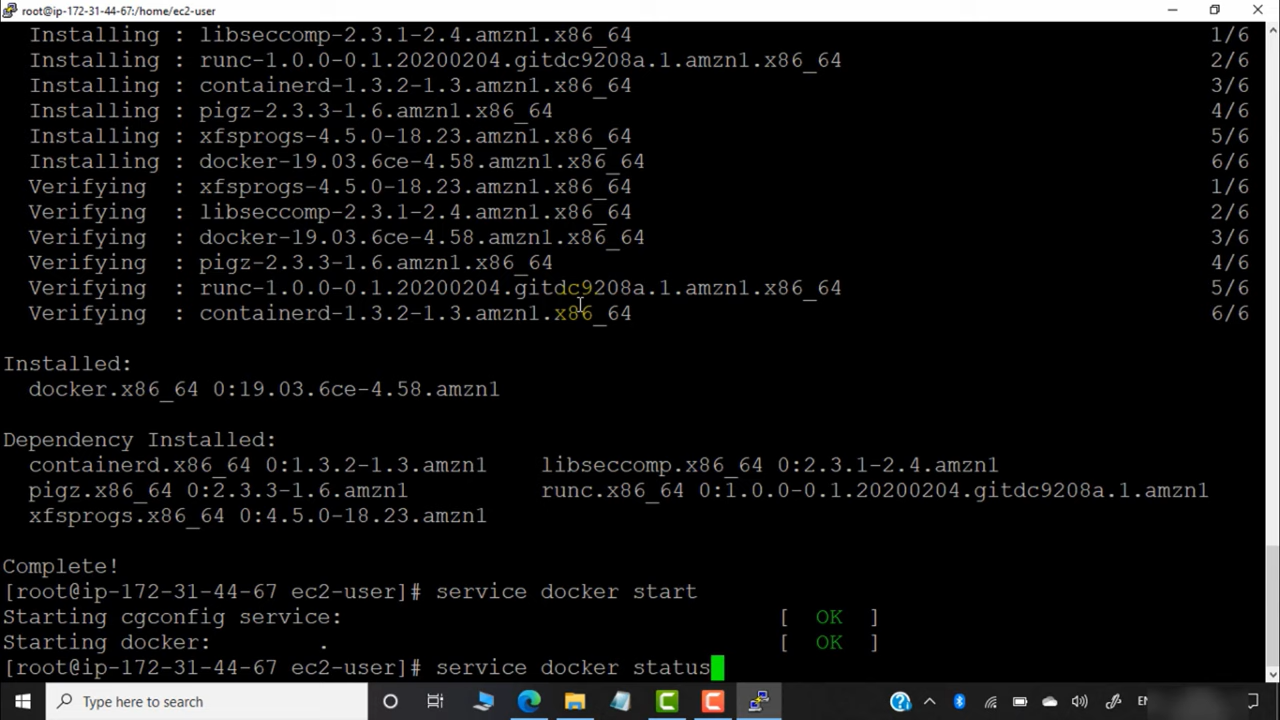 root@ip-172-31-44-67:/home/ec2-user
Installing : libseccomp-2.3.1-2.4.amzn1.x86_64 1/6
Installing : runc-1.0.0-0.1.20200204.gitdc9208a.1.amzn1.x86_64 2/6
Installing : containerd-1.3.2-1.3.amzn1.x86_64 3/6
Installing : pigz-2.3.3-1.6.amzn1.x86_64 4/6
Installing : xfsprogs-4.5.0-18.23.amzn1.x86_64 5/6
Installing : docker-19.03.6ce-4.58.amzn1.x86_64 6/6
Verifying : xfsprogs-4.5.0-18.23.amzn1.x86_64 1/6
Verifying : libseccomp-2.3.1-2.4.amzn1.x86_64 2/6
Verifying : docker-19.03.6ce-4.58.amzn1.x86_64 3/6
Verifying : pigz-2.3.3-1.6.amzn1.x86_64 4/6
Verifying : runc-1.0.0-0.1.20200204.gitdc9208a.1.amzn1.x86_64 5/6
Verifying : containerd-1.3.2-1.3.amzn1.x86_64 6/6
Installed:
docker.x86_64 0:19.03.6ce-4.58.amzn1
Dependency Installed:
containerd.x86_64 0:1.3.2-1.3.amzn1 libseccomp.x86_64 0:2.3.1-2.4.amzn1
pigz.x86_64 0:2.3.3-1.6.amzn1 runc.x86_64 0:1.0.0-0.1.20200204.gitdc9208a.1.amzn1
xfsprogs.x86_64 0:4.5.0-18.23.amzn1
Complete!
[root@ip-172-31-44-67 ec2-user]# service docker start
Starting cgconfig service: [ OK ]
Starting docker: . [ OK ]
[root@ip-172-31-44-67 ec2-user]# service docker status
Type here to search